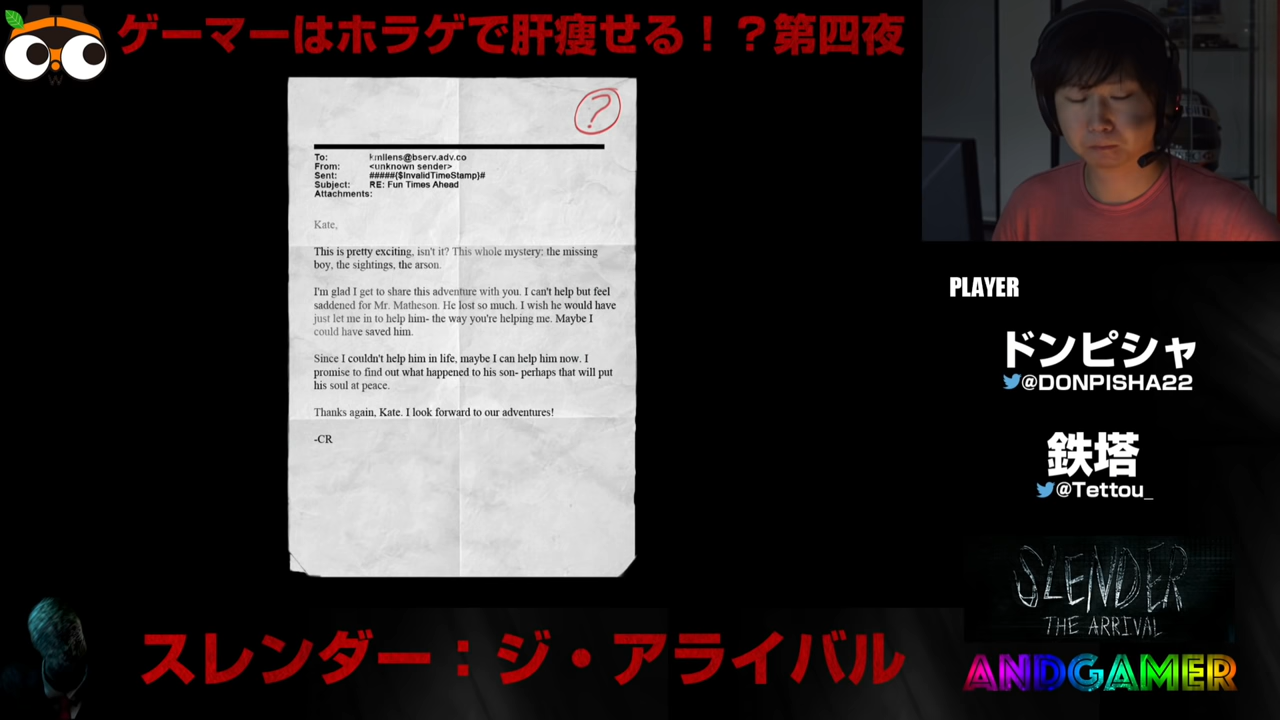 ゲーマーはホラゲで肝痩せる！？第四夜
?
To: kmllens@bserv.adv.co
From: <unknown sender>
Sent: #####{$InvalidTimeStamp}#
Subject: RE: Fun Times Ahead
Attachments:
Kate,
This is pretty exciting, isn't it? This whole mystery: the missing
boy, the sightings, the arson.
I'm glad I get to share this adventure with you. I can't help but feel
saddened for Mr. Matheson. He lost so much. I wish he would have
just let me in to help him- the way you're helping me. Maybe I
could have saved him.
Since I couldn't help him in life, maybe I can help him now. I
promise to find out what happened to his son- perhaps that will put
his soul at peace.
Thanks again, Kate. I look forward to our adventures!
-CR
PLAYER
ドンピシャ
@DONPISHA22
鉄塔
@Tettou_
SLENDER
THE ARRIVAL
スレンダー：ジ・アライバル
ANDGAMER